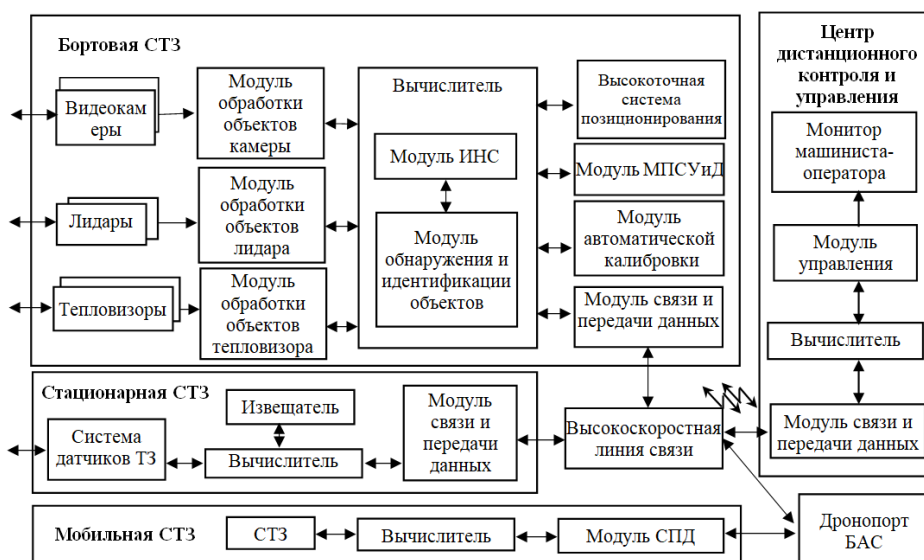 Бортовая СТЗ
Видеокам
еры
Модуль
обработки
объектов
камеры
Лидары
Модуль
обработки
объектов
лидара
Тепловизоры
Модуль
обработки
объектов
тепловизора
Вычислитель
Модуль ИНС
Модуль
обнаружения и
идентификации
объектов
Высокоточная
система
позиционирования
Модуль МПСУиД
Модуль
автоматической
калибровки
Модуль связи и
передачи данных
Центр
дистанционного
контроля и
управления
Монитор
машиниста-
оператора
Модуль
управления
Вычислитель
Модуль связи и
передачи данных
Стационарная СТЗ
Система
датчиков ТЗ
Извещатель
Вычислитель
Модуль
связи и
передачи
данных
Высокоскоростная
линия связи
Мобильная СТЗ
СТЗ
Вычислитель
Модуль СПД
Дронопорт
БАС